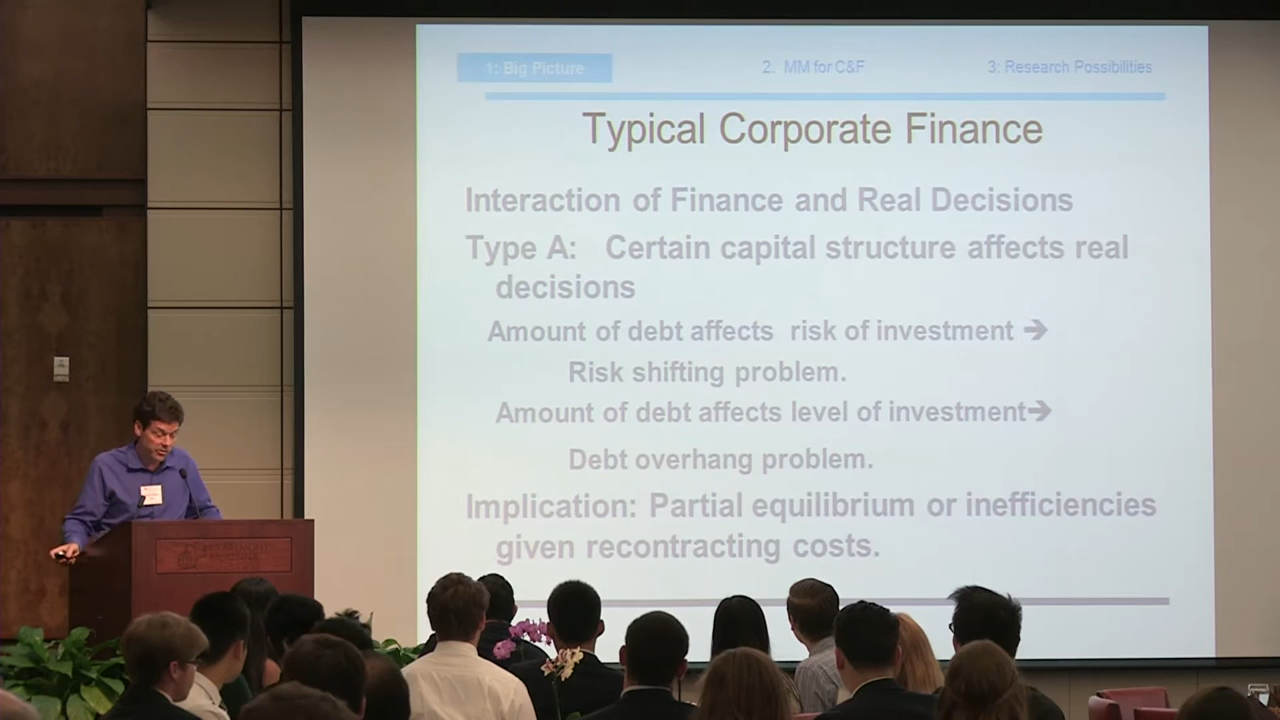 1: Big Picture
2. MM for C&F
3: Research Possibilities
Typical Corporate Finance
Interaction of Finance and Real Decisions
Type A: Certain capital structure affects real
decisions
Amount of debt affects risk of investment →
Risk shifting problem.
Amount of debt affects level of investment→
Debt overhang problem.
Implication: Partial equilibrium or inefficiencies
given recontracting costs.